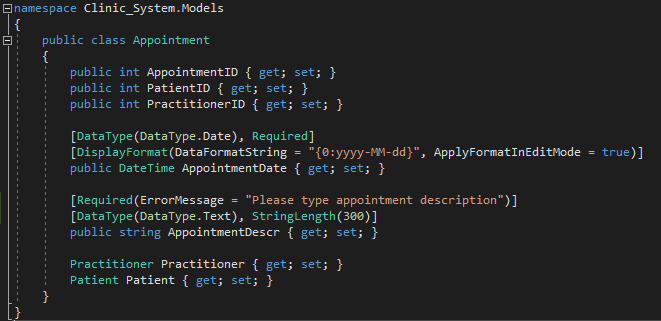 namespace Clinic_System.Models
{
public class Appointment
{
public int AppointmentID { get; set; }
public int PatientID { get; set; }
public int PractitionerID { get; set; }
[DataType(DataType.Date), Required]
[DisplayFormat(DataFormatString = "{0:yyyy-MM-dd}", ApplyFormatInEditMode = true)]
public DateTime AppointmentDate { get; set; }
[Required(ErrorMessage = "Please type appointment description")]
[DataType(DataType.Text), StringLength(300)]
public string AppointmentDescr { get; set; }
Practitioner Practitioner { get; set; }
Patient Patient { get; set; }
}
}